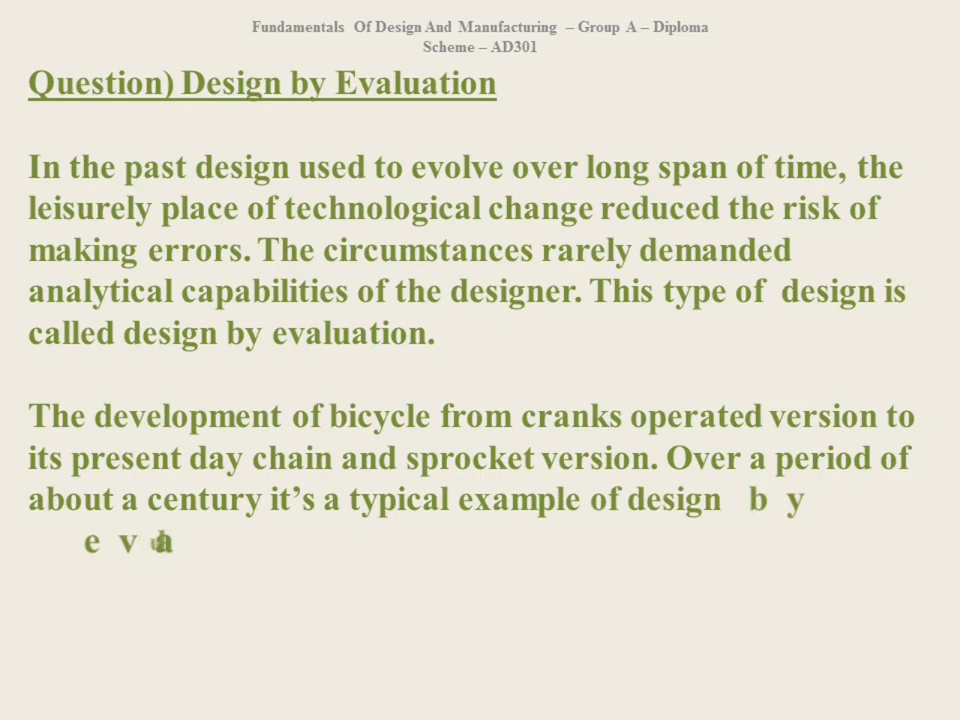 Fundamentals Of Design And Manufacturing – Group A – Diploma
Scheme – AD301
Question) Design by Evaluation
In the past design used to evolve over long span of time, the
leisurely place of technological change reduced the risk of
making errors. The circumstances rarely demanded
analytical capabilities of the designer. This type of design is
called design by evaluation.
The development of bicycle from cranks operated version to
its present day chain and sprocket version. Over a period of
about a century it’s a typical example of design b y
e v